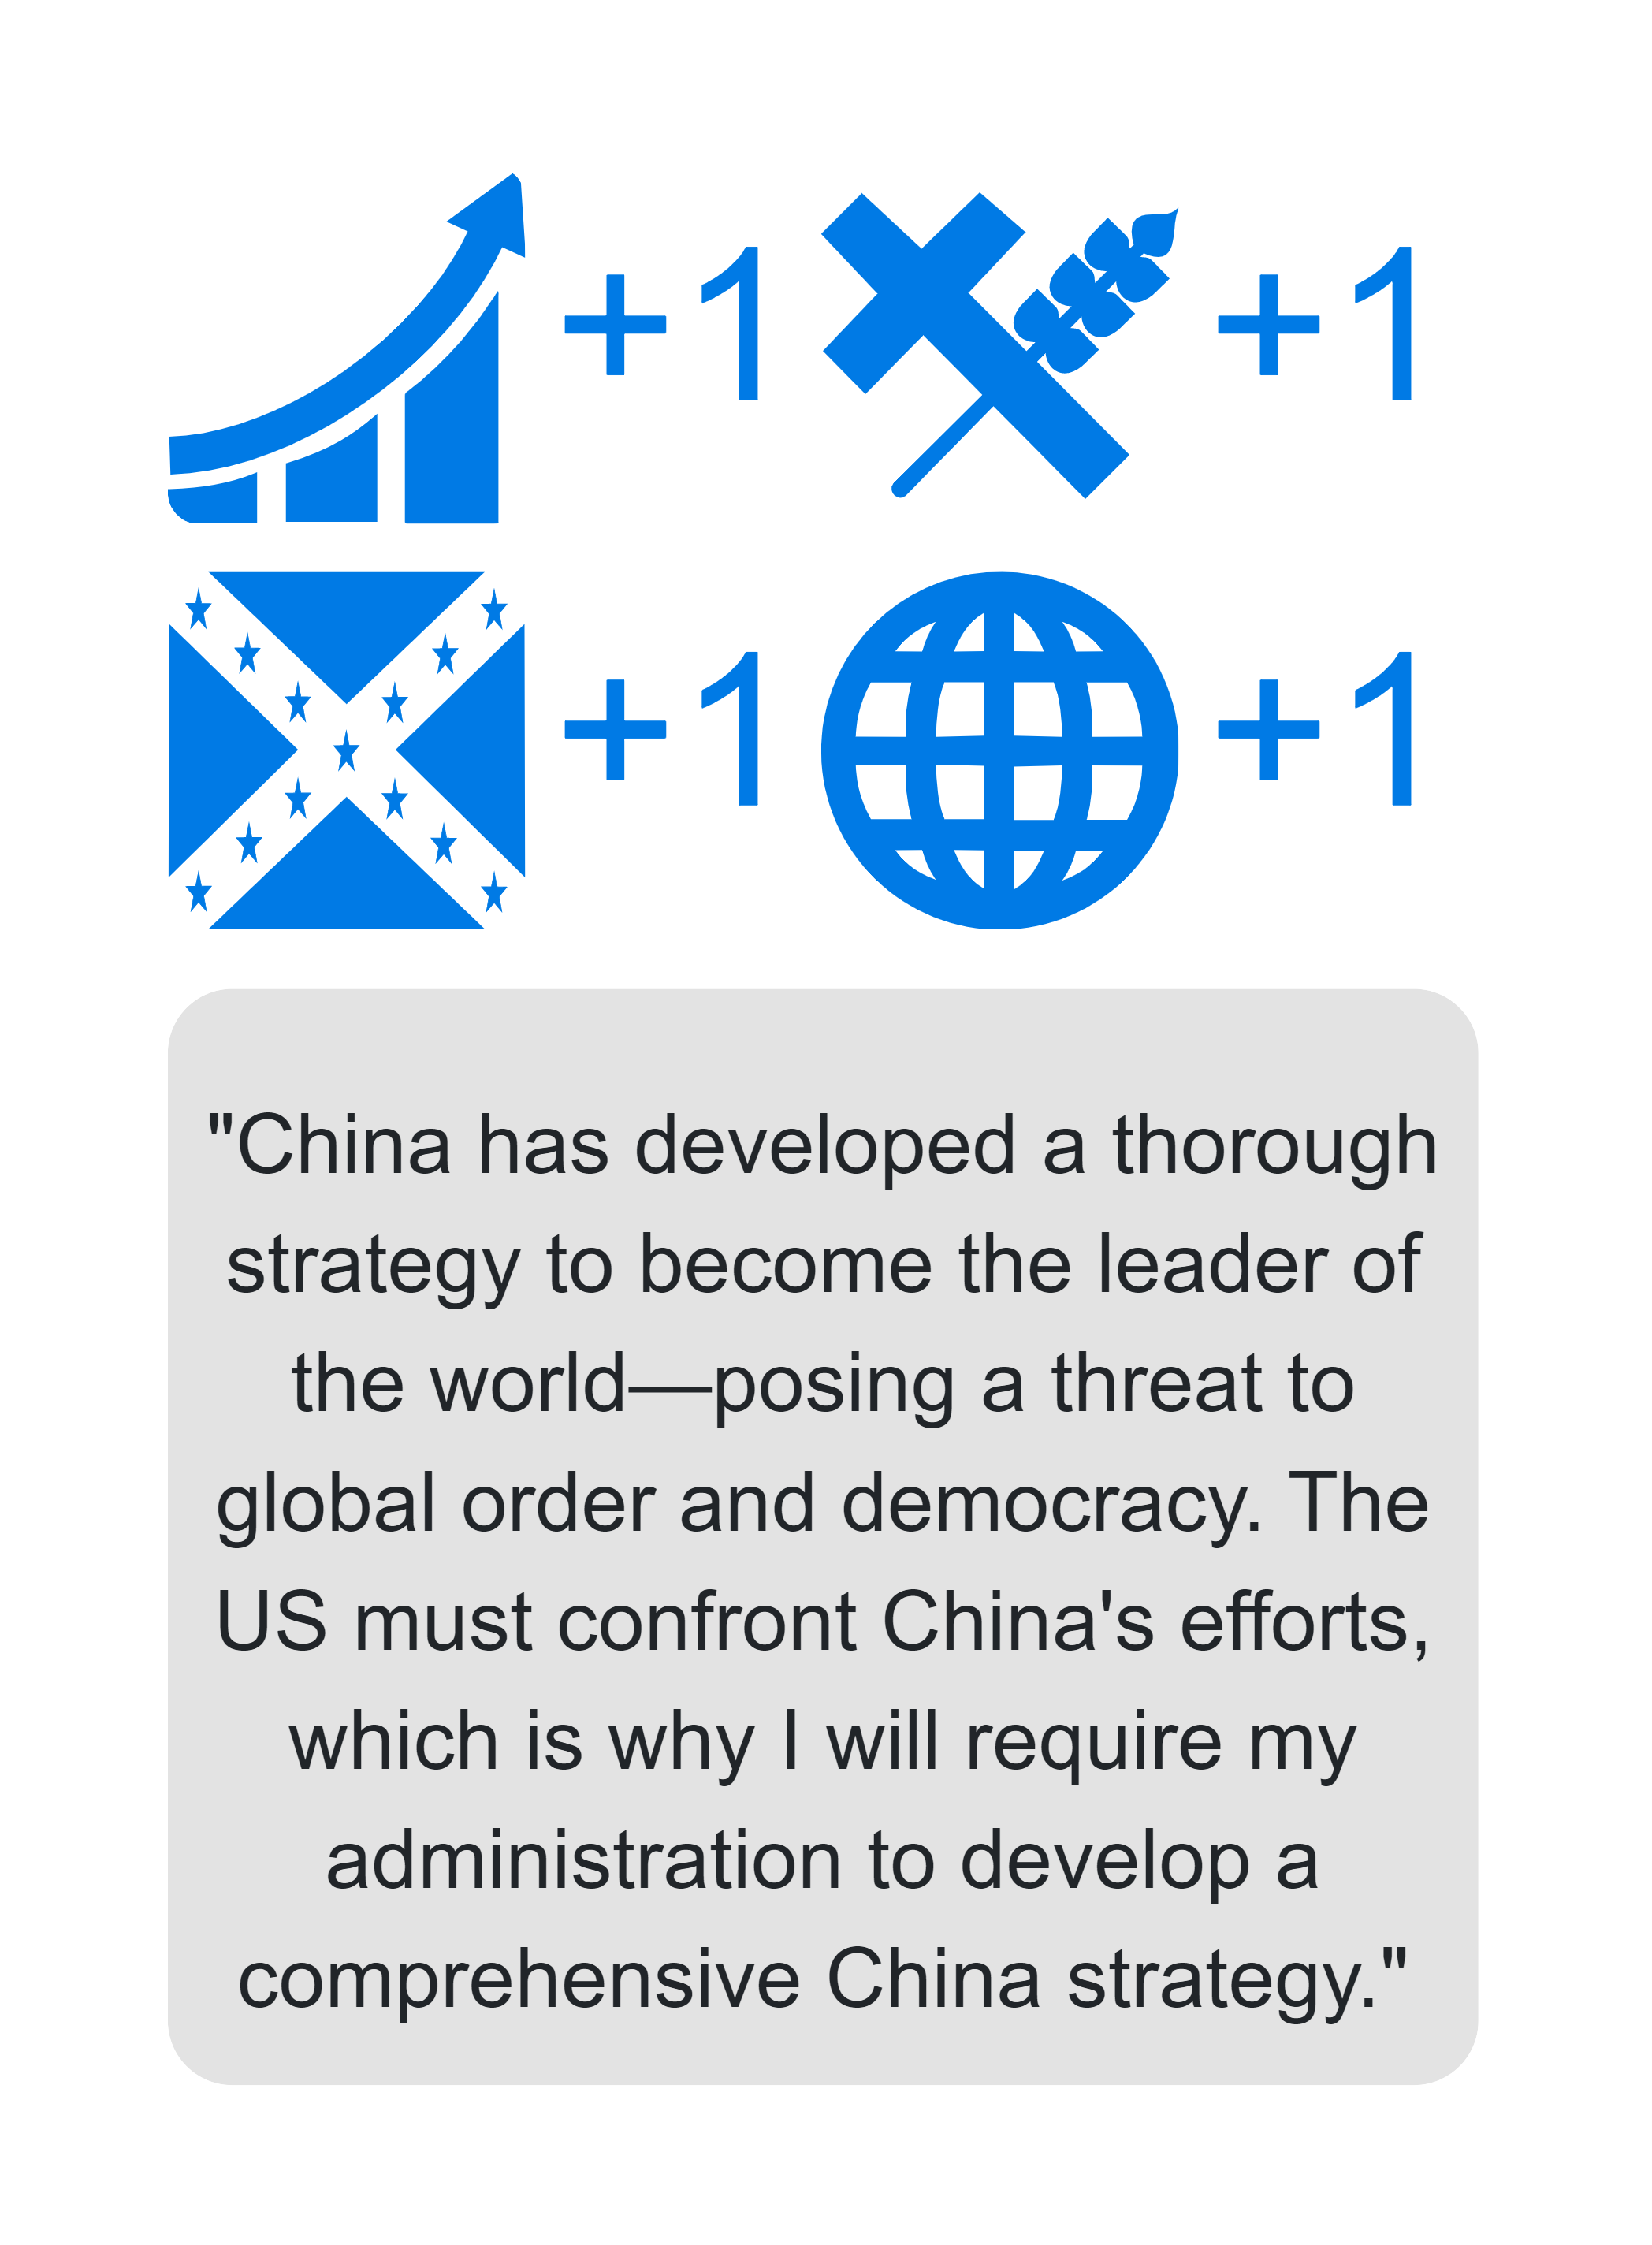 +1 +1
+1 +1
"China has developed a thorough
strategy to become the leader of
the world—posing a threat to
global order and democracy. The
US must confront China's efforts,
which is why I will require my
administration to develop a
comprehensive China strategy."